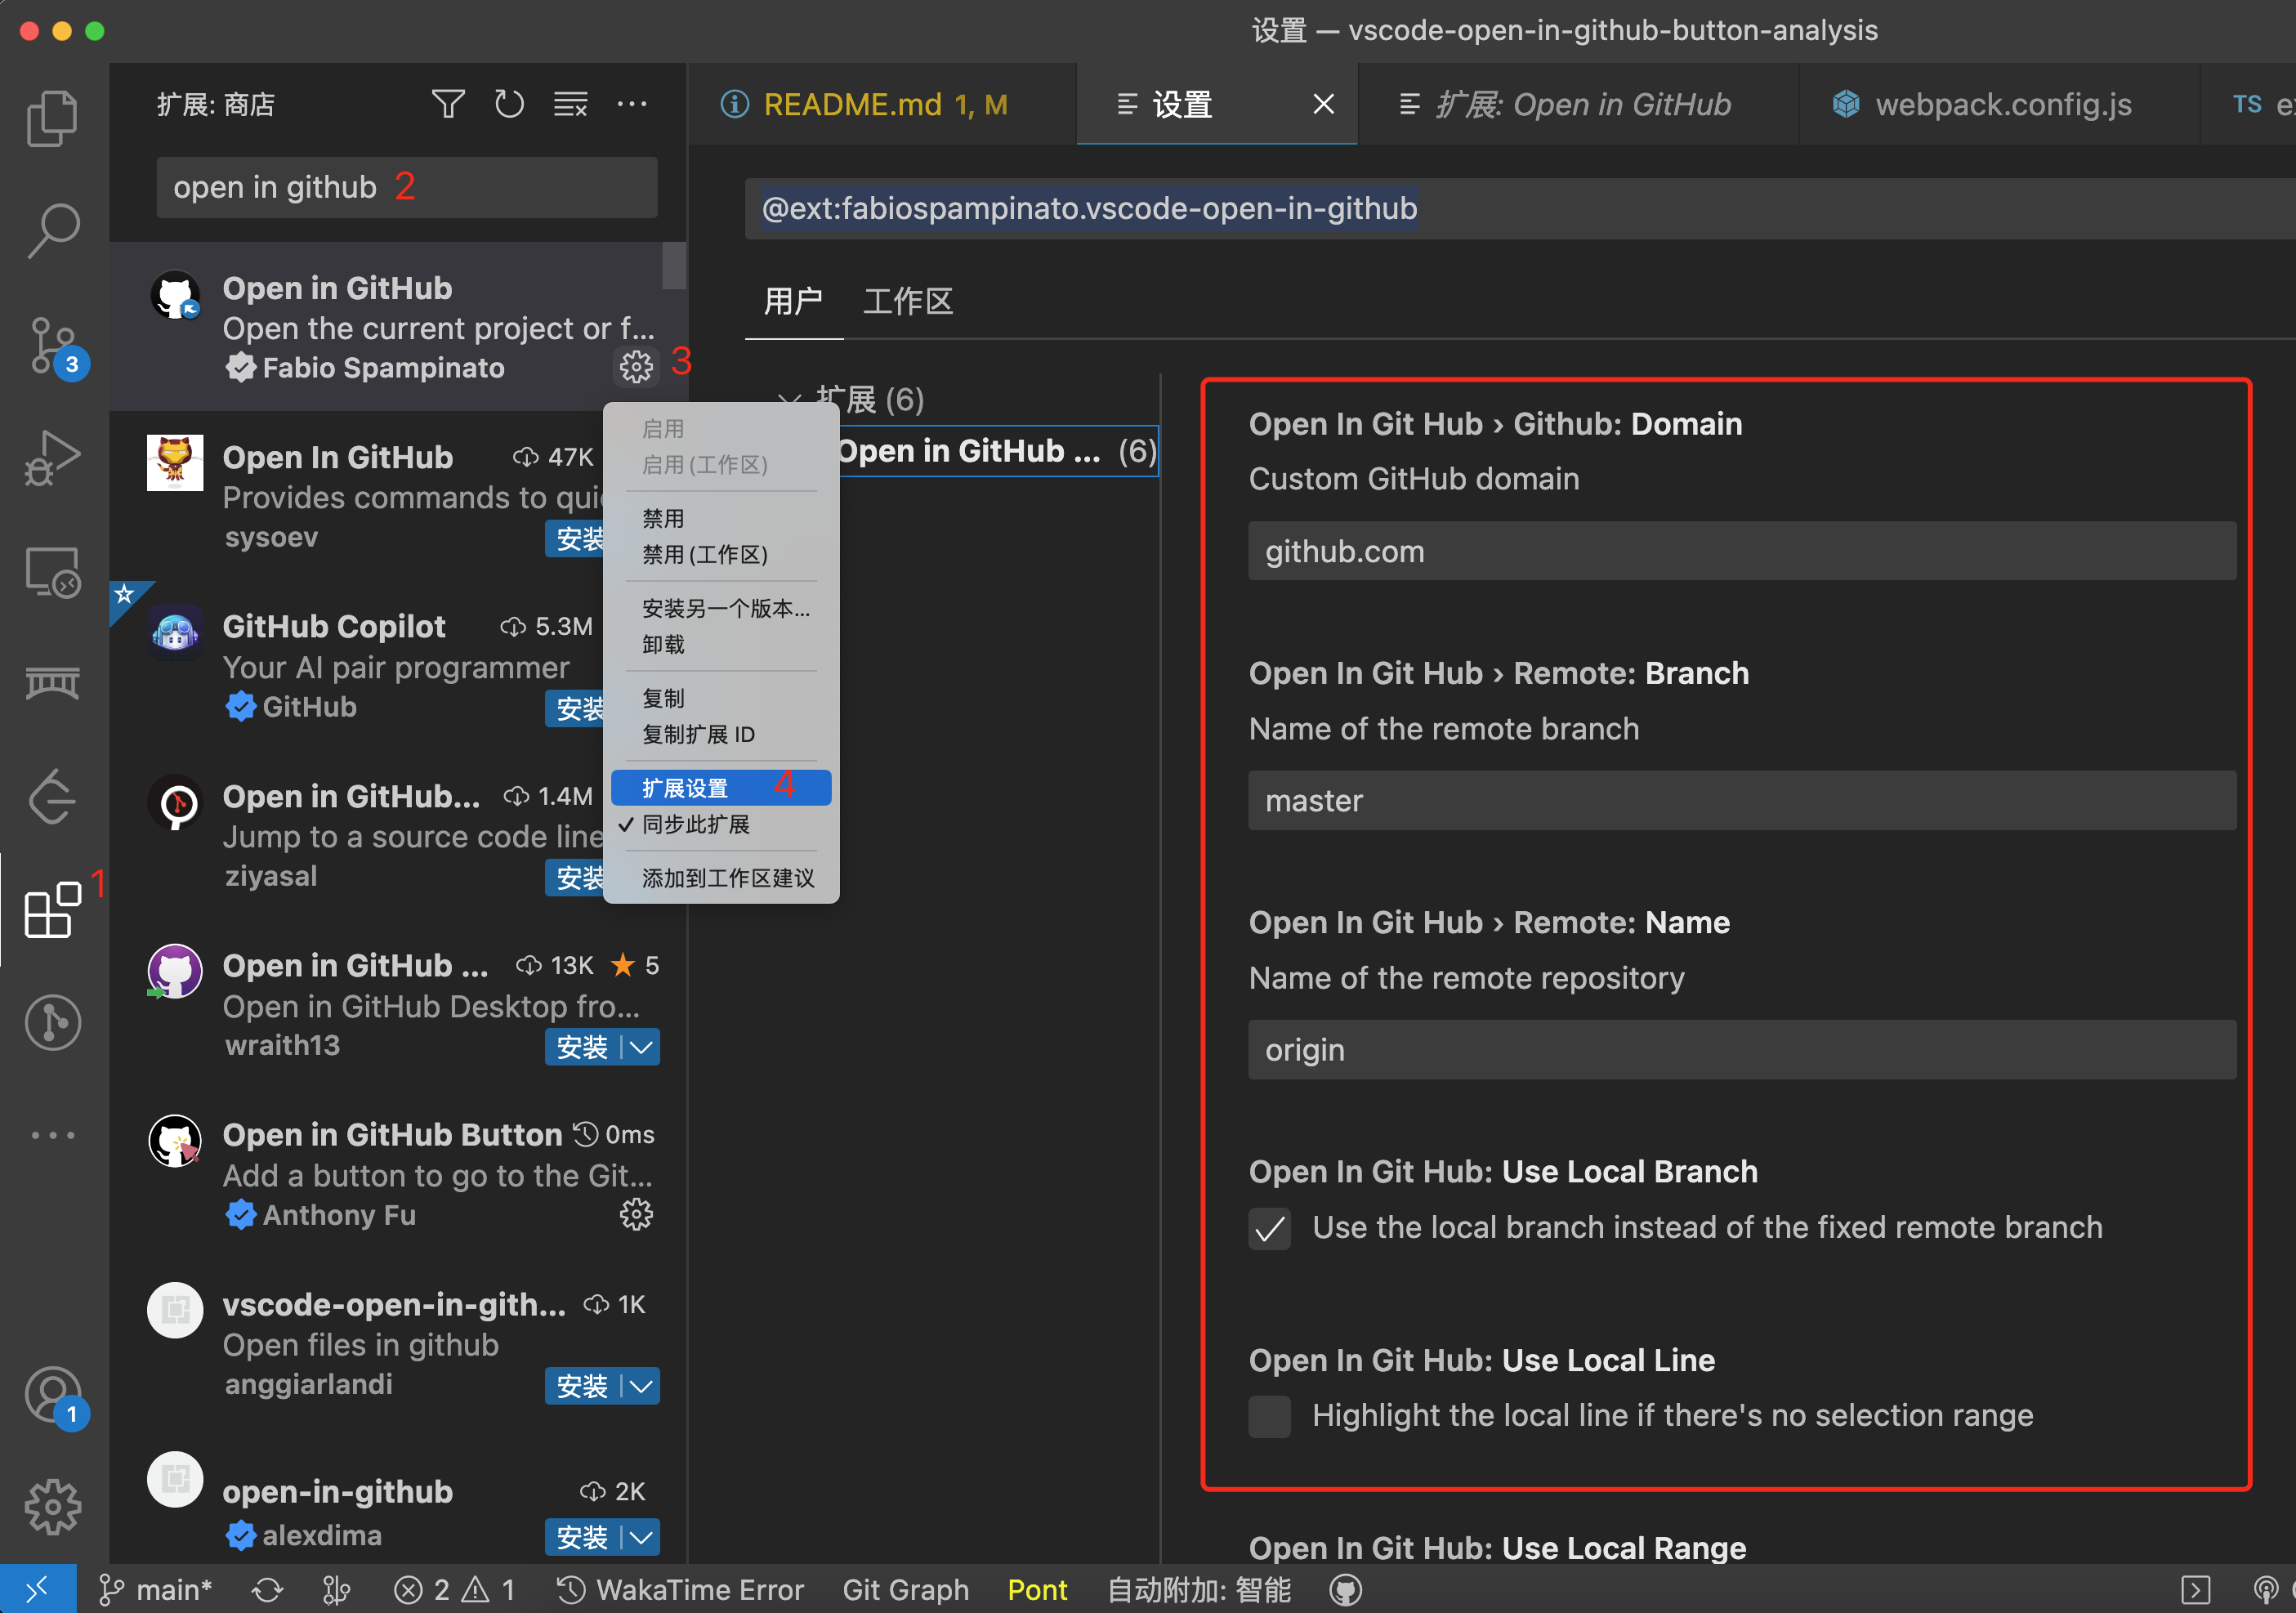 设置 — vscode-open-in-github-button-analysis
扩展: 商店
README.md 1, M
设置
扩展: Open in GitHub
webpack.config.js
TS
open in github 2
@ext:fabiospampinato.vscode-open-in-github
用户 工作区
Open in GitHub
Open the current project or f...
Fabio Spampinato
3
Open In GitHub 47K
Provides commands to
sysoev
安装
GitHub Copilot 5.3M
Your AI pair programmer
GitHub
安装
Open in GitHub... 1.4M
Jump to a source code line
ziyasal
安装
Open in GitHub ... 13K 5
Open in GitHub Desktop fro...
wraith13
安装
Open in GitHub Button 0ms
Add a button to go to the Git...
Anthony Fu
vscode-open-in-gith... 1K
Open files in github
anggiarlandi
安装
open-in-github 2K
alexdima
安装
3
1
1
启用
启用 (工作区)
禁用
禁用 (工作区)
安装另一个版本...
卸载
复制
复制扩展 ID
扩展设置 4
✓ 同步此扩展
添加到工作区建议
扩展 (6)
Open in GitHub ... (6)
Open In Git Hub › Github: Domain
Custom GitHub domain
github.com
Open In Git Hub › Remote: Branch
Name of the remote branch
master
Open In Git Hub › Remote: Name
Name of the remote repository
origin
Open In Git Hub: Use Local Branch
Use the local branch instead of the fixed remote branch
Open In Git Hub: Use Local Line
Highlight the local line if there's no selection range
Open In Git Hub: Use Local Range
main* 2 1 WakaTime Error Git Graph Pont 自动附加: 智能